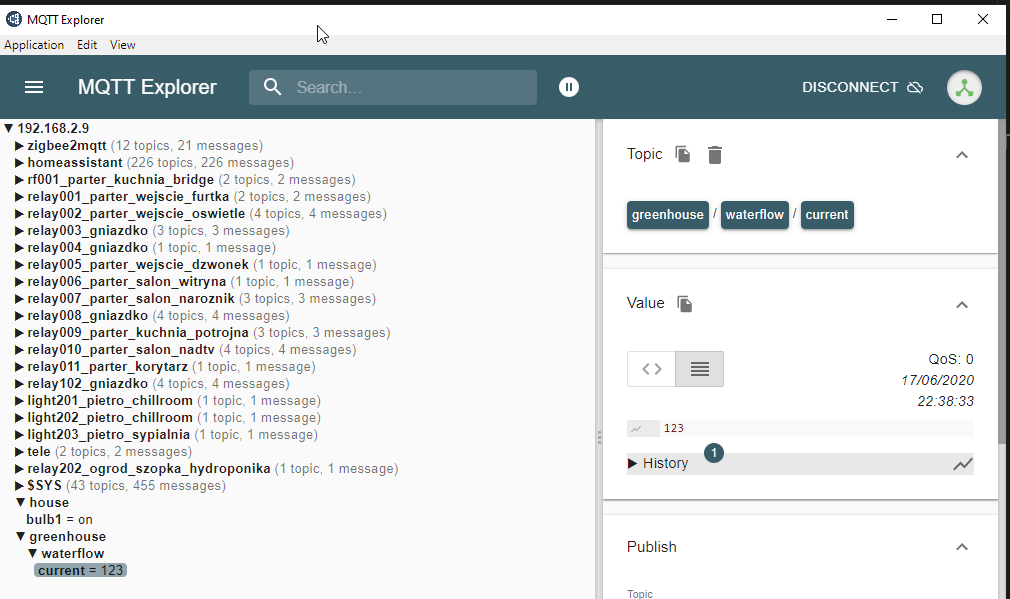 MQTT Explorer
Application Edit View
MQTT Explorer
Search...
DISCONNECT
▼ 192.168.2.9
▶ zigbee2mqtt (12 topics, 21 messages)
▶ homeassistant (226 topics, 226 messages)
▶ rf001_parter_kuchnia_bridge (2 topics, 2 messages)
▶ relay001_parter_wejscie_furtka (2 topics, 2 messages)
▶ relay002_parter_wejscie_oswietle (4 topics, 4 messages)
▶ relay003_gniazdko (3 topics, 3 messages)
▶ relay004_gniazdko (1 topic, 1 message)
▶ relay005_parter_wejscie_dzwonek (1 topic, 1 message)
▶ relay006_parter_salon_witryna (1 topic, 1 message)
▶ relay007_parter_salon_naroznik (3 topics, 3 messages)
▶ relay008_gniazdko (4 topics, 4 messages)
▶ relay009_parter_kuchnia_potrojna (3 topics, 3 messages)
▶ relay010_parter_salon_nadtv (4 topics, 4 messages)
▶ relay011_parter_korytarz (1 topic, 1 message)
▶ relay102_gniazdko (4 topics, 4 messages)
▶ light201_pietro_chillroom (1 topic, 1 message)
▶ light202_pietro_chillroom (1 topic, 1 message)
▶ light203_pietro_sypialnia (1 topic, 1 message)
▶ tele (2 topics, 2 messages)
▶ relay202_ogrod_szopka_hydroponika (1 topic, 1 message)
▶ $SYS (43 topics, 455 messages)
▼ house
bulb1 = on
▼ greenhouse
▼ waterflow
current = 123
Topic
greenhouse / waterflow / current
Value
QoS: 0
17/06/2020
22:38:33
123
▶ History 1
Publish
Topic